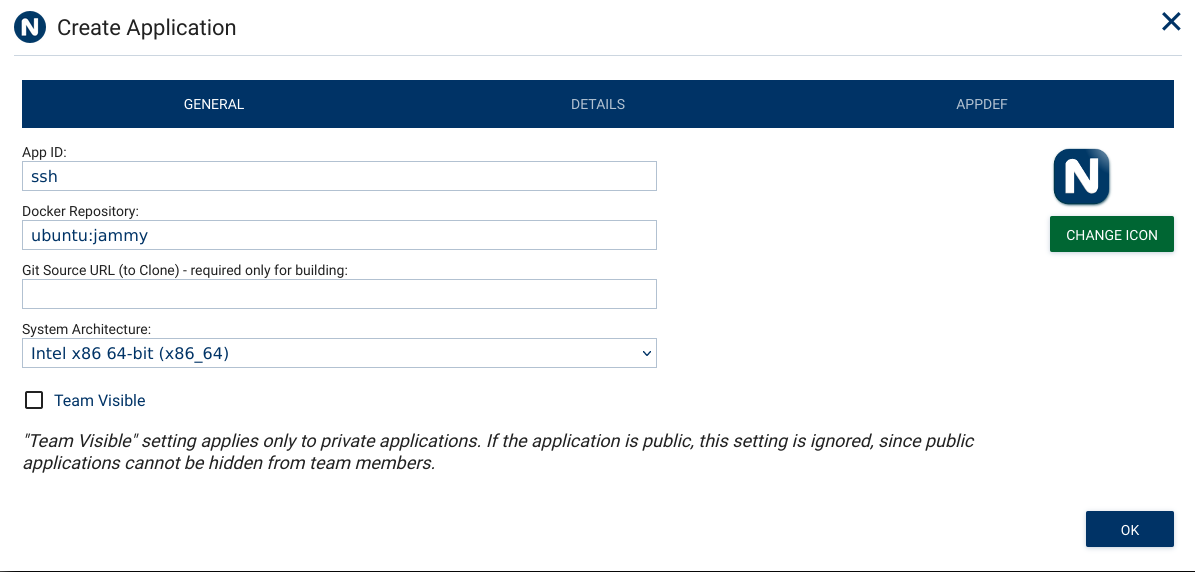 N Create Application
GENERAL DETAILS APPDEF
App ID:
ssh
N
Docker Repository:
ubuntu:jammy
CHANGE ICON
Git Source URL (to Clone) - required only for building:
System Architecture:
Intel x86 64-bit (x86_64)
Team Visible
"Team Visible" setting applies only to private applications. If the application is public, this setting is ignored, since public
applications cannot be hidden from team members.
OK